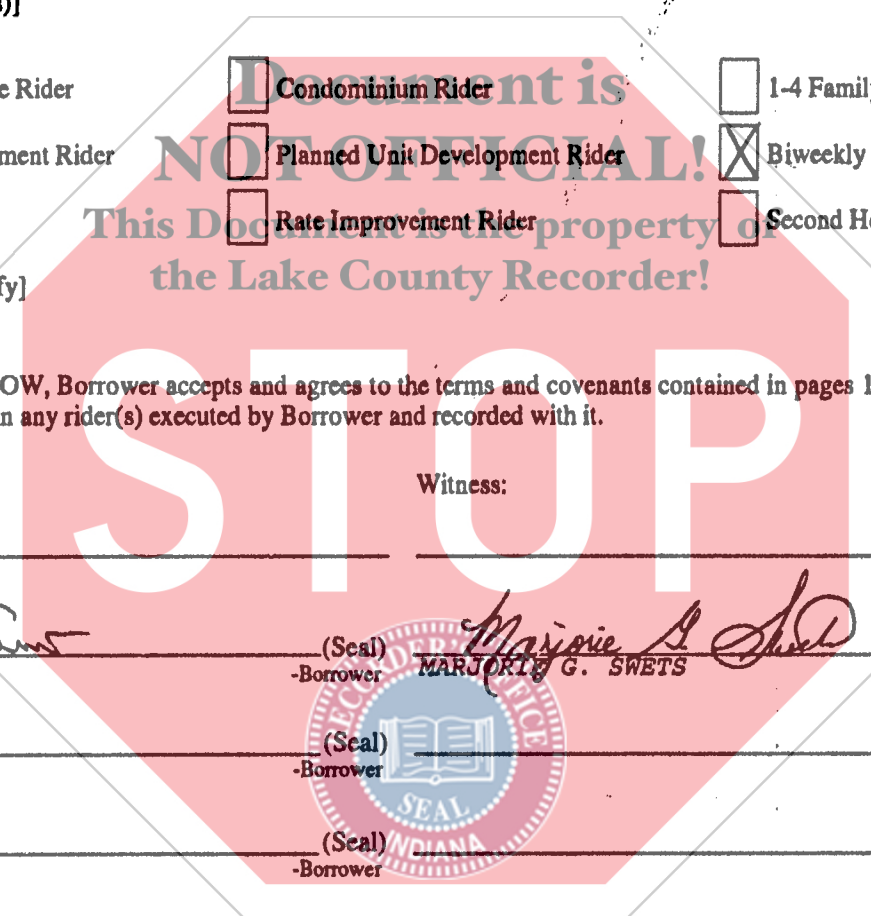 )]
e Rider Condominium Rider 1-4 Family
ment Rider Planned Unit Development Rider X Biweekly
Rate Improvement Rider Second Ho
fy]
Document is
NOT OFFICIAL!
This Document is the property of
the Lake County Recorder!
STOP
OW, Borrower accepts and agrees to the terms and covenants contained in pages 1
n any rider(s) executed by Borrower and recorded with it.
Witness:
(Seal) Marjorie G. Swets
-Borrower MARJORIE G. SWETS
(Seal)
-Borrower
(Seal)
-Borrower
RECORDER'S OFFICE
SEAL
INDIANA